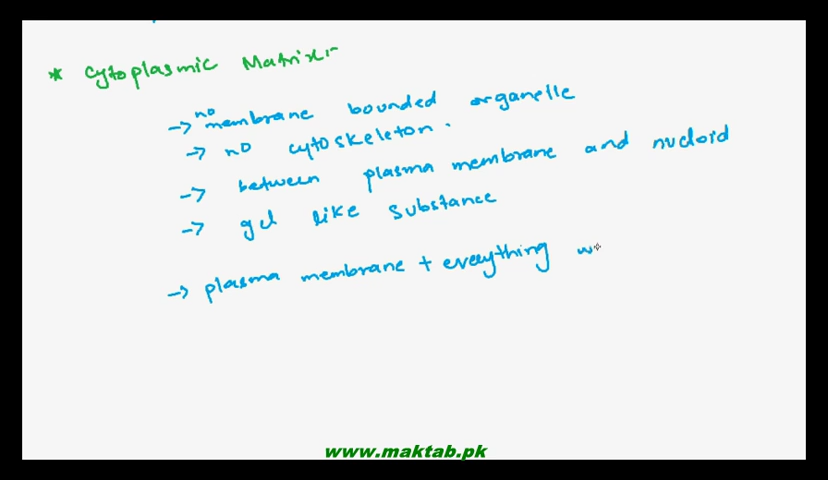 * Cytoplasmic Matrix:-
→ no membrane bounded organelle
→ no cytoskeleton.
→ between plasma membrane and nucloid
→ gel like substance
→ plasma membrane + everything w
www.maktab.pk